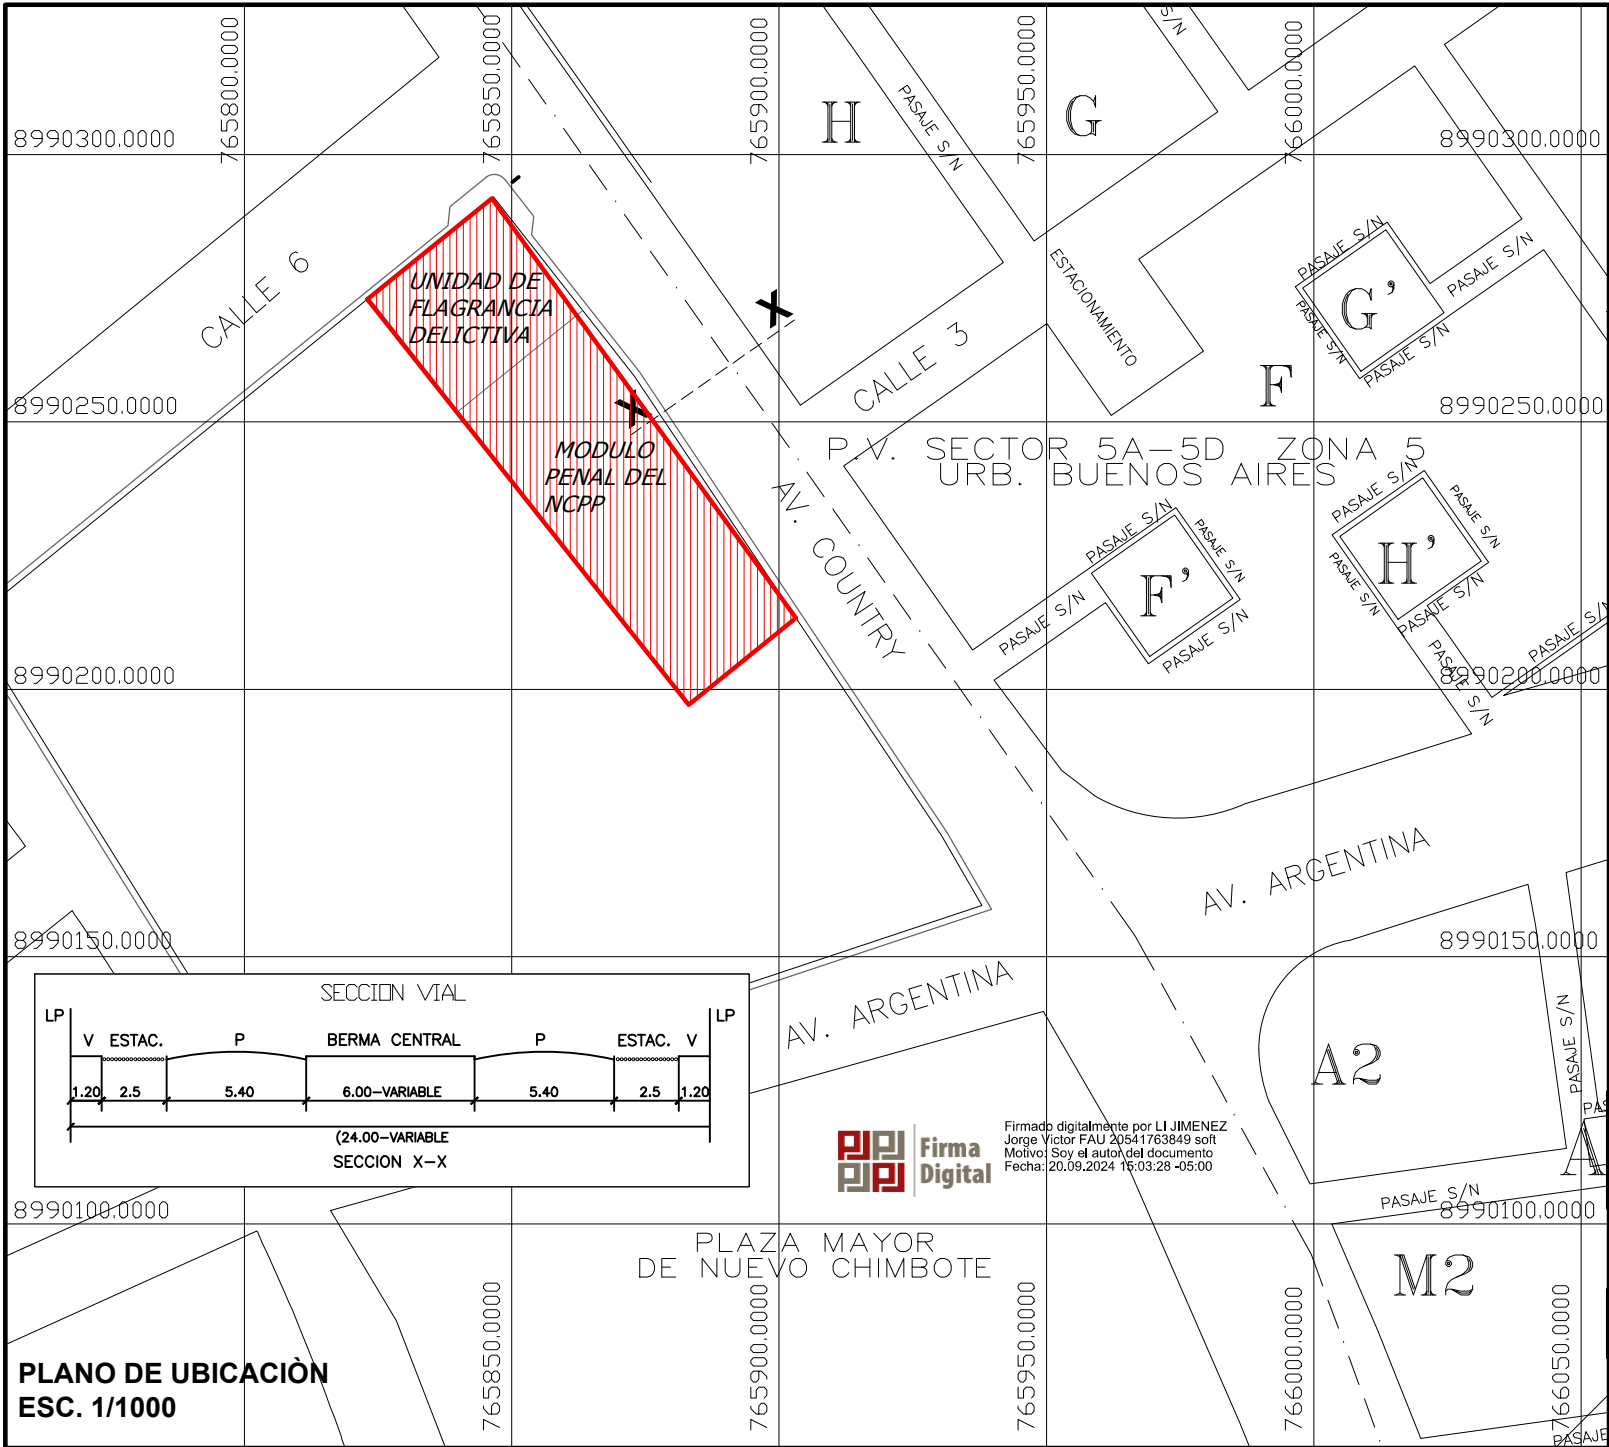 765800.0000
765850.0000
765900.0000
765950.0000
766000.0000
S/N
8990300.0000
8990300.0000
H
G
PASAJE S/N
CALLE 6
UNIDAD DE
FLAGRANCIA
DELICTIVA
X
X
ESTACIONAMIENTO
CALLE 3
PASAJE S/N
PASAJE S/N
G'
PASAJE S/N
PASAJE S/N
F
8990250.0000
8990250.0000
MODULO
PENAL DEL
NCPP
P.V. SECTOR 5A-5D ZONA 5
URB. BUENOS AIRES
AV. COUNTRY
PASAJE S/N
PASAJE S/N
F'
PASAJE S/N
PASAJE S/N
PASAJE S/N
PASAJE S/N
H'
PASAJE S/N
PASAJE S/N
PASAJE S/N
PASAJE S/N
8990200.0000
8990200.0000
AV. ARGENTINA
8990150.0000
8990150.0000
AV. ARGENTINA
SECCION VIAL
LP
LP
V ESTAC. P BERMA CENTRAL P ESTAC. V
1.20 2.5 5.40 6.00-VARIABLE 5.40 2.5 1.20
(24.00-VARIABLE
SECCION X-X
A2
PASAJE S/N
PAS
A
PJPJ
PJPJ
Firma
Digital
Firmado digitalmente por LI JIMENEZ
Jorge Victor FAU 20541763849 soft
Motivo: Soy el autor del documento
Fecha: 20.09.2024 15:03:28 -05:00
PASAJE S/N
8990100.0000
8990100.0000
PLAZA MAYOR
DE NUEVO CHIMBOTE
M2
765850.0000
765900.0000
765950.0000
766000.0000
766050.0000
PLANO DE UBICACIÒN
ESC. 1/1000
PASAJE